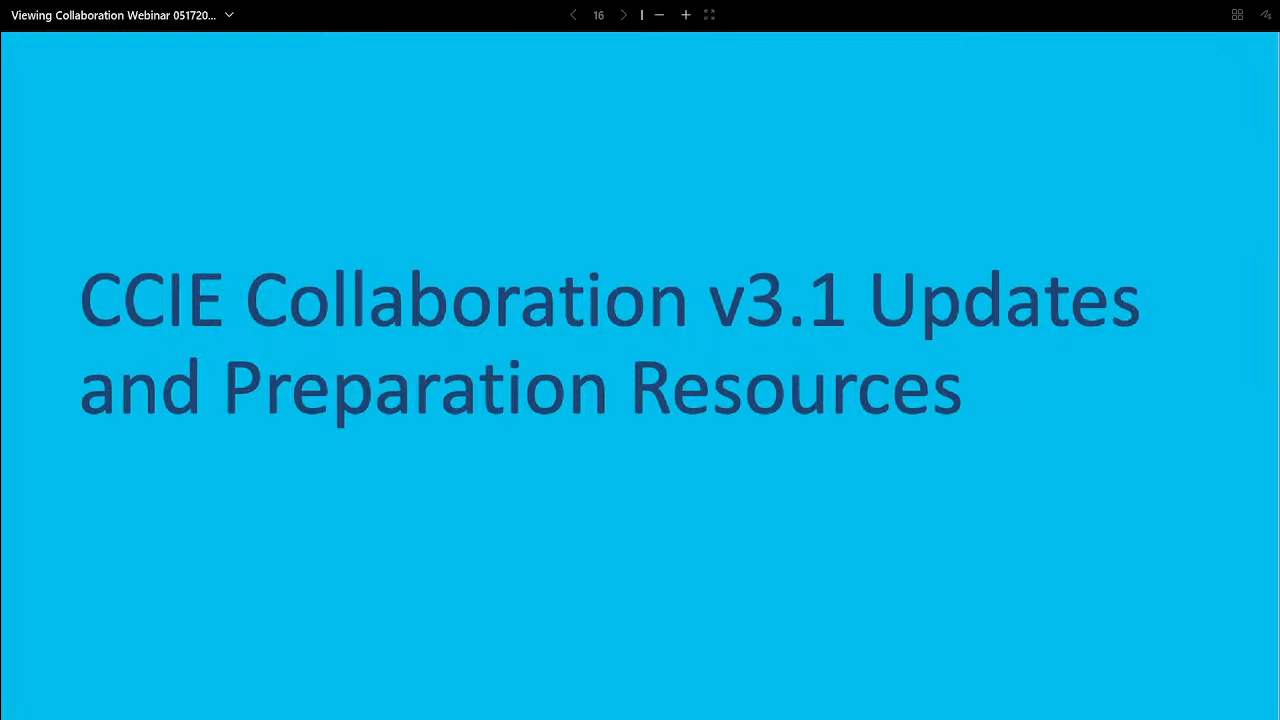 Viewing Collaboration Webinar 051720...
16
CCIE Collaboration v3.1 Updates
and Preparation Resources